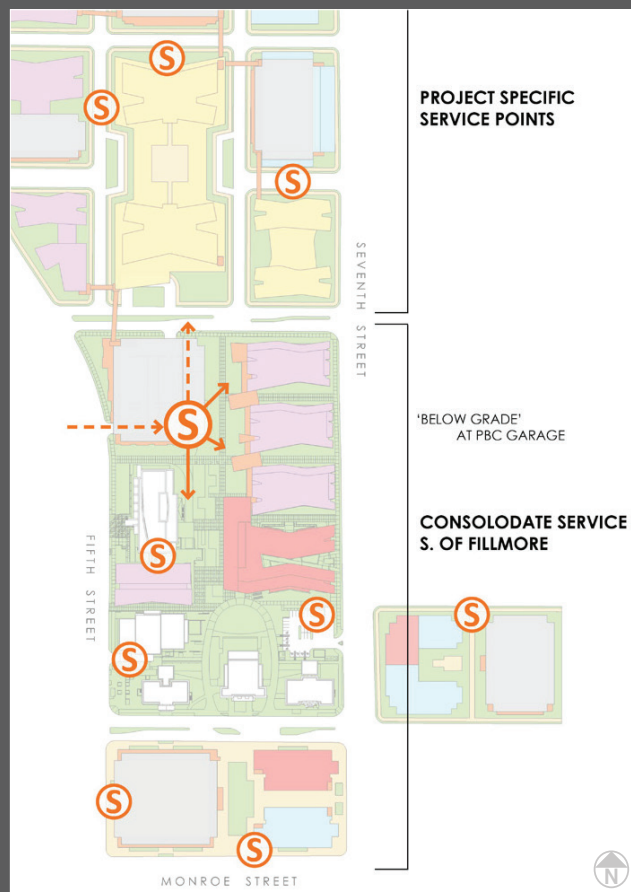 S
S
S
PROJECT SPECIFIC
SERVICE POINTS
SEVENTH STREET
S
'BELOW GRADE'
AT PBC GARAGE
CONSOLODATE SERVICE
S. OF FILLMORE
FIFTH STREET
S
S
S
S
S
S
MONROE STREET
N